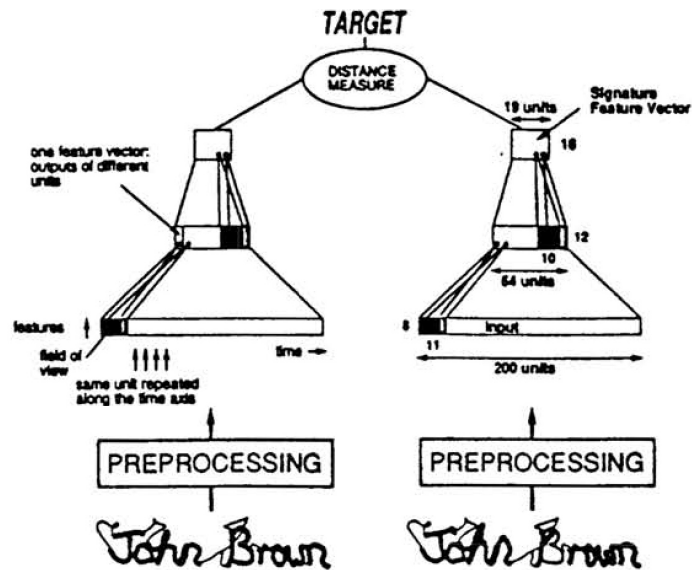 TARGET
DISTANCE
MEASURE
19 units
Signature
Feature Vector
one feature vector:
outputs of different
units
16
12
10
64 units
features
8
Input
time
field of
view
11
200 units
same unit repeated
along the time axis
PREPROCESSING
PREPROCESSING
John Brown
John Brown